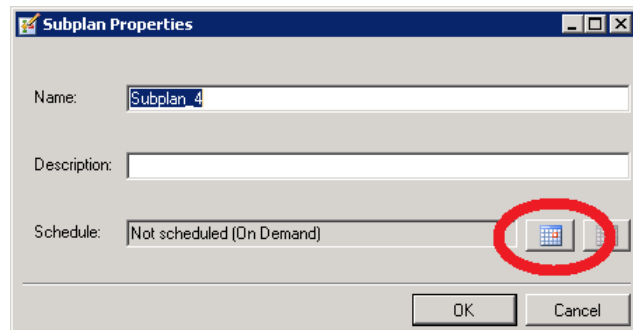 Subplan Properties
Name: Subplan_4
Description:
Schedule: Not scheduled (On Demand)
OK Cancel